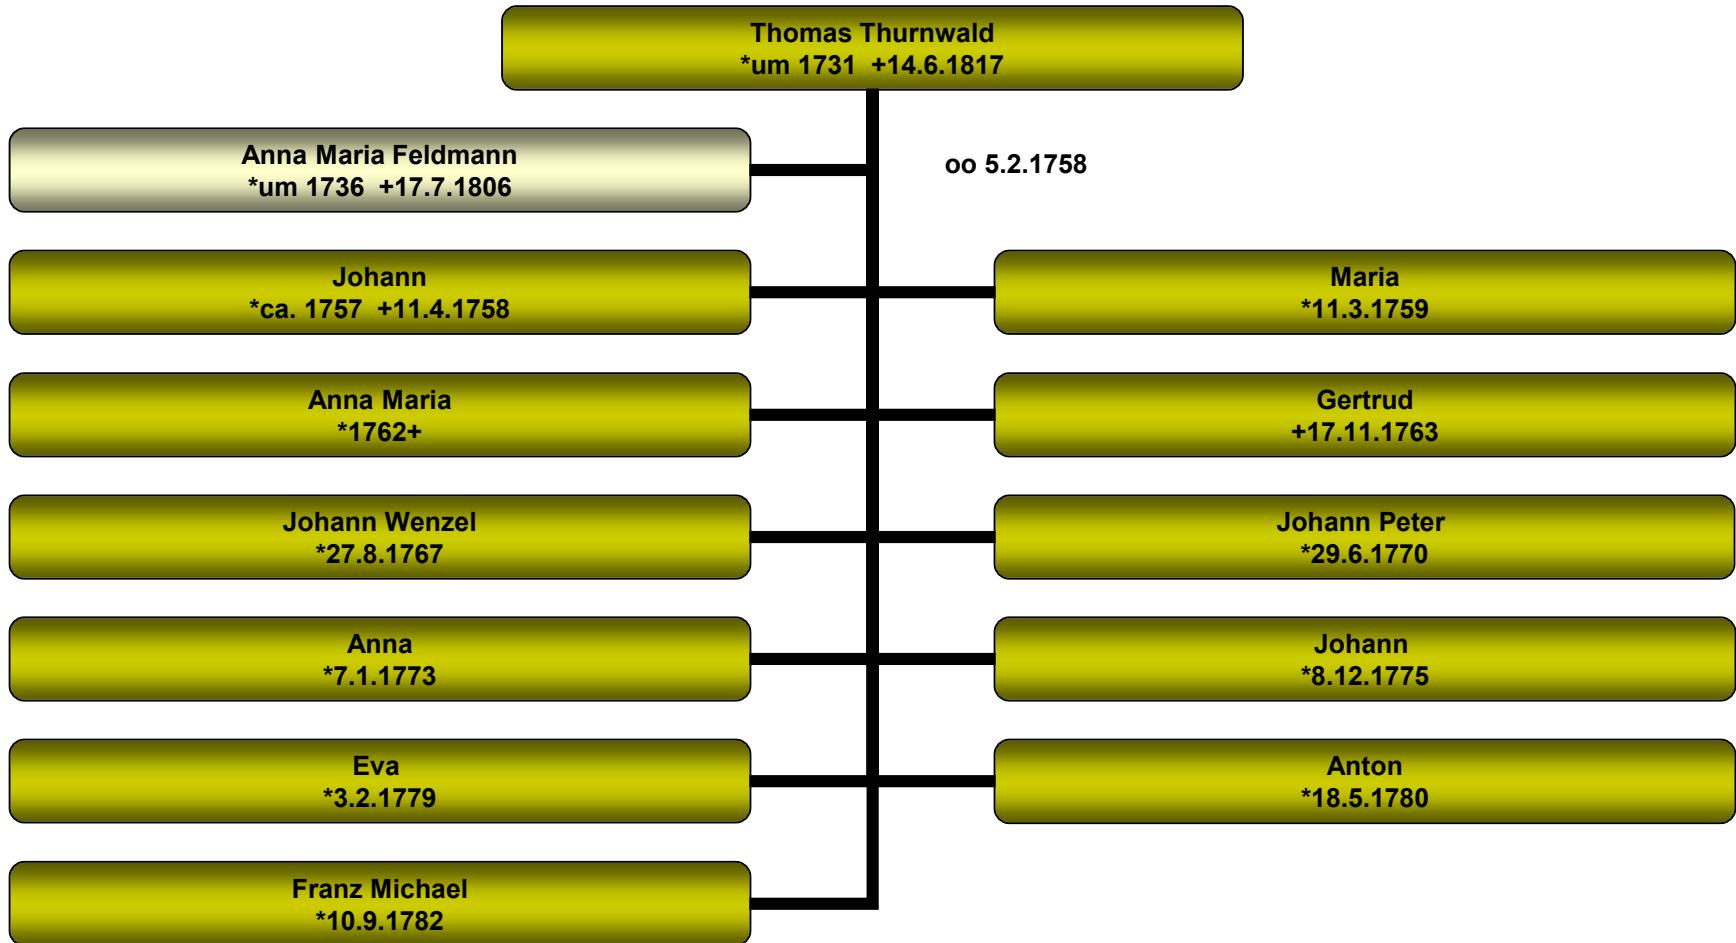 Thomas Thurnwald
*um 1731 +14.6.1817
Anna Maria Feldmann
*um 1736 +17.7.1806
oo 5.2.1758
Johann
*ca. 1757 +11.4.1758
Maria
*11.3.1759
Anna Maria
*1762+
Gertrud
+17.11.1763
Johann Wenzel
*27.8.1767
Johann Peter
*29.6.1770
Anna
*7.1.1773
Johann
*8.12.1775
Eva
*3.2.1779
Anton
*18.5.1780
Franz Michael
*10.9.1782